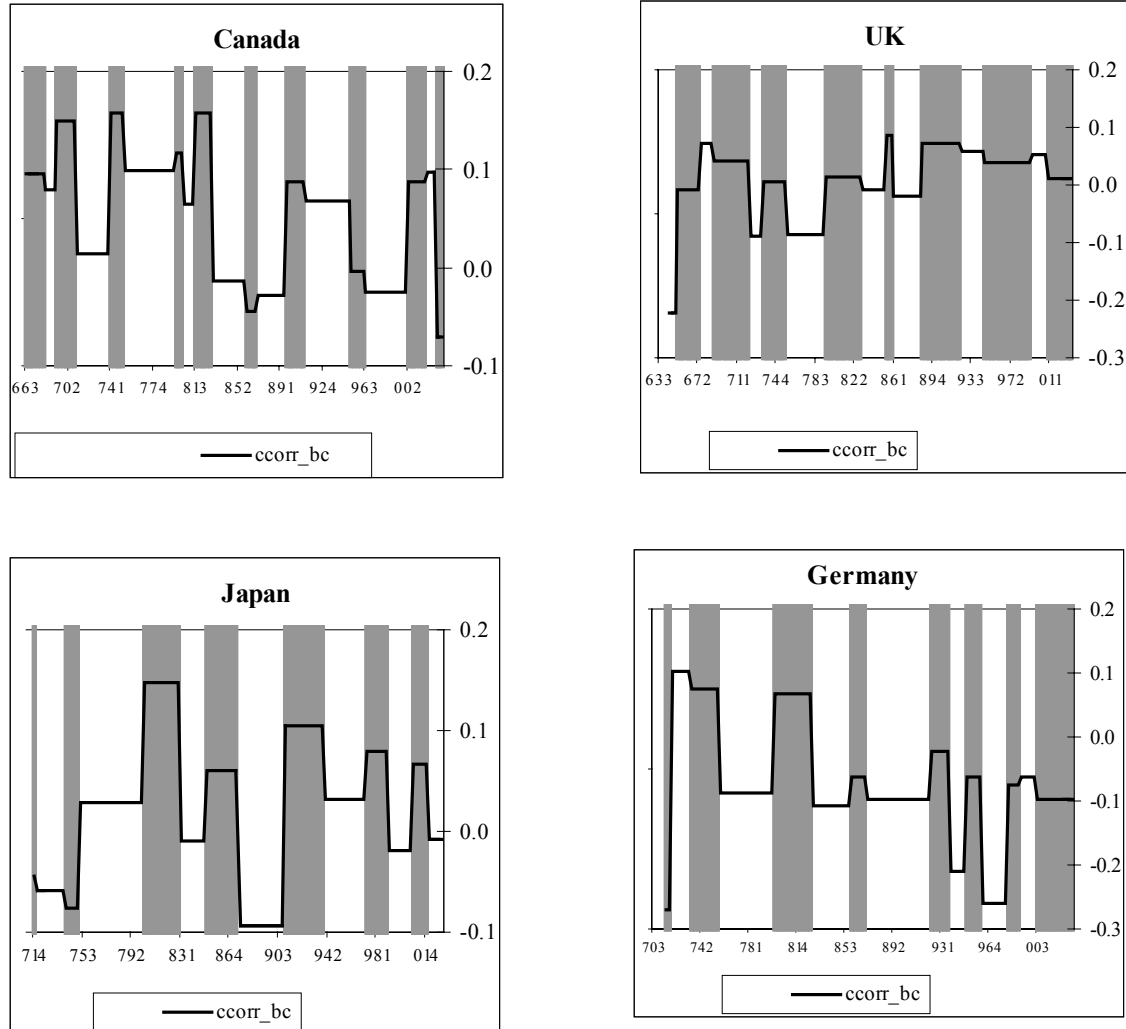 Canada
0.2
0.1
0.0
-0.1
663 702 741 774 813 852 891 924 963 002
ccorr_bc
UK
0.2
0.1
0.0
-0.1
-0.2
-0.3
633 672 711 744 783 822 861 894 933 972 011
ccorr_bc
Japan
0.2
0.1
0.0
-0.1
714 753 792 831 864 903 942 981 014
ccorr_bc
Germany
0.2
0.1
0.0
-0.1
-0.2
-0.3
703 742 781 814 853 892 931 964 003
ccorr_bc